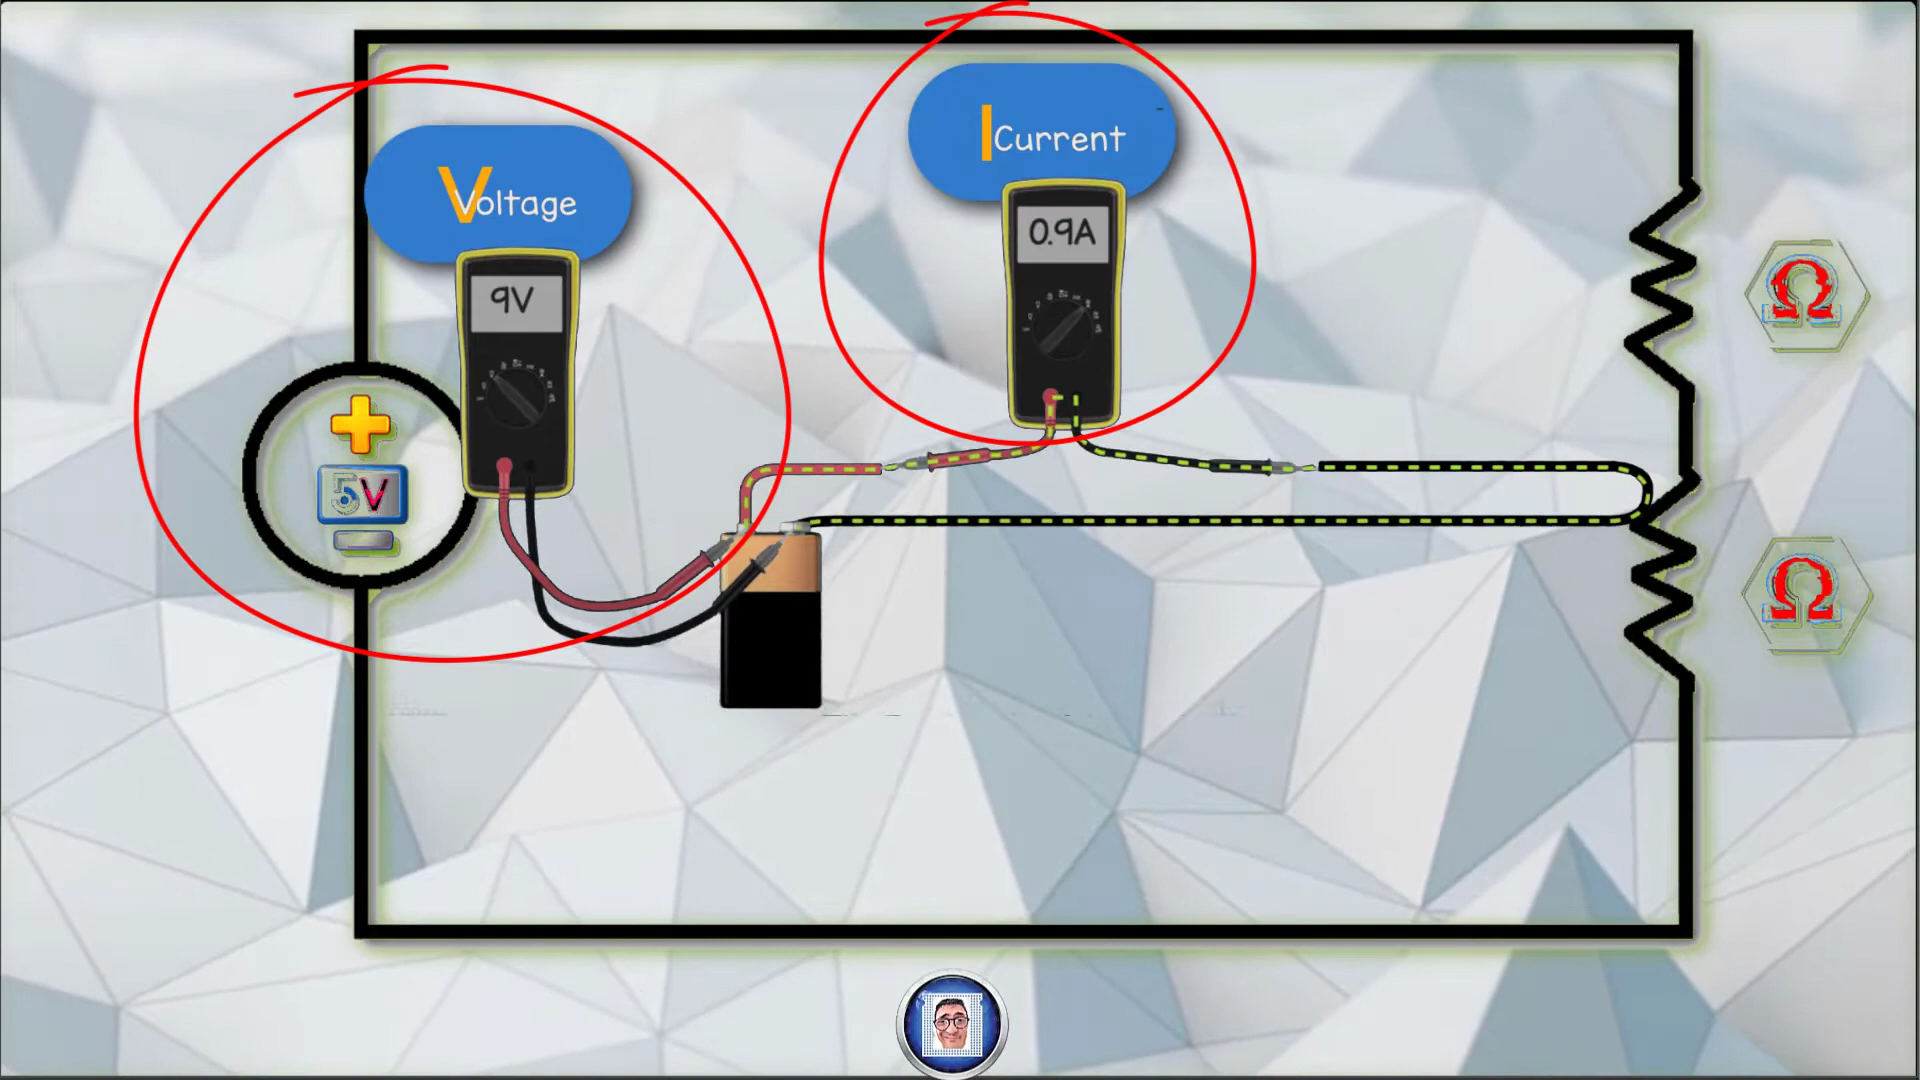 Current
Voltage
0.9A
9V
Ω
5V
Ω